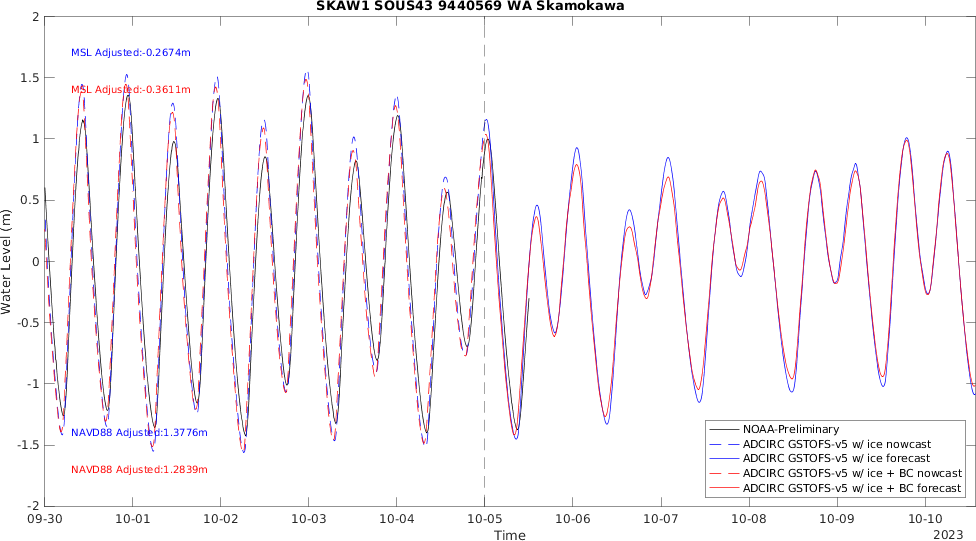 SKAW1 SOUS43 9440569 WA Skamokawa
2
1.5
1
0.5
0
-0.5
-1
-1.5
-2
Water Level (m)
MSL Adjusted:-0.2674m
MSL Adjusted:-0.3611m
NAVD88 Adjusted:1.3776m
NAVD88 Adjusted:1.2839m
NOAA-Preliminary
ADCIRC GSTOFS-v5 w/ ice nowcast
ADCIRC GSTOFS-v5 w/ ice forecast
ADCIRC GSTOFS-v5 w/ ice + BC nowcast
ADCIRC GSTOFS-v5 w/ ice + BC forecast
09-30 10-01 10-02 10-03 10-04 10-05 10-06 10-07 10-08 10-09 10-10
Time
2023